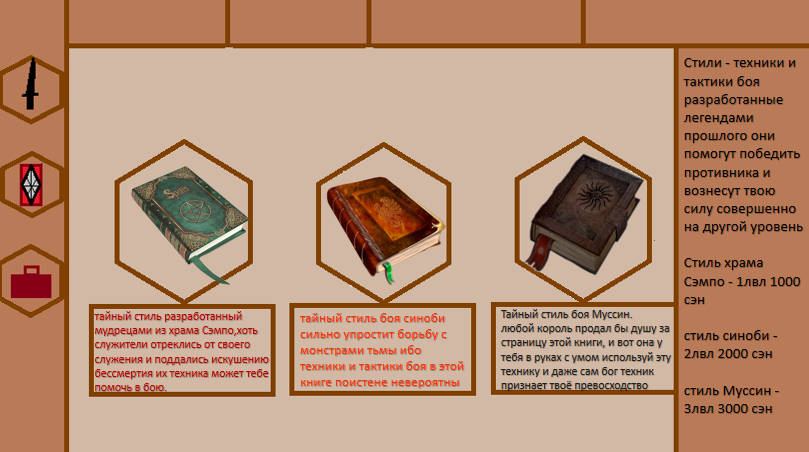 тайный стиль разработанный
мудрецами из храма Сэмпо,хоть
служители отреклись от своего
служения и поддались искушению
бессмертия их техника может тебе
помочь в бою.
тайный стиль боя синоби
сильно упростит борьбу с
монстрами тьмы ибо
техники и тактики боя в этой
книге поистене невероятны
Тайный стиль боя Муссин.
любой король продал бы душу за
страницу этой книги, и вот она у
тебя в руках с умом используй эту
технику и даже сам бог техник
признает твоё превосходство
Стили - техники и
тактики боя
разработанные
легендами
прошлого они
помогут победить
противника и
вознесут твою
силу совершенно
на другой уровень
Стиль храма
Сэмпо - 1лвл 1000
сэн
стиль синоби -
2лвл 2000 сэн
стиль Муссин -
3лвл 3000 сэн